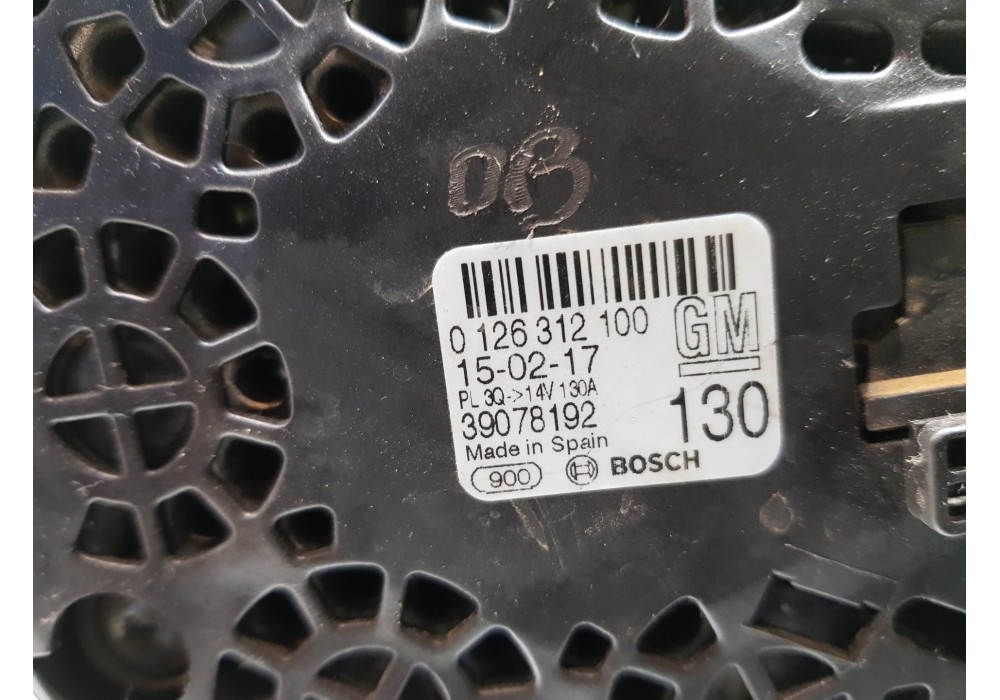 0 126 312 100
GM
15-02-17
PL 3Q->14V 130A
39078192
130
Made in Spain
900 BOSCH